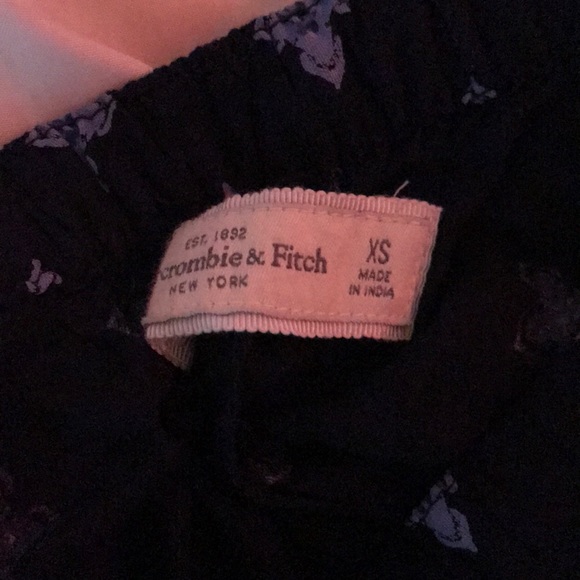 EST. 1892
crombie & Fitch
NEW YORK
XS
MADE
IN INDIA